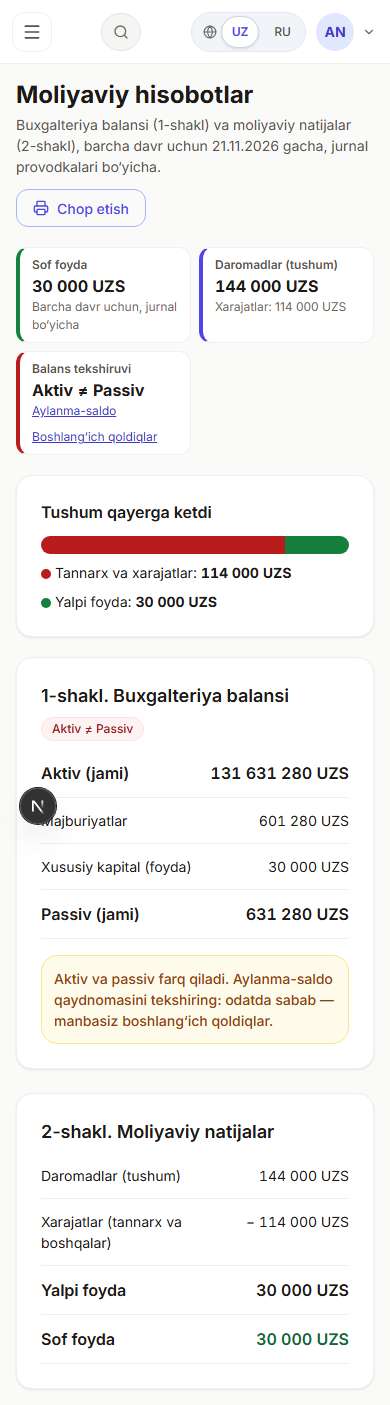 UZ
RU
AN
Moliyaviy hisobotlar
Buxgalteriya balansi (1-shakl) va moliyaviy natijalar
(2-shakl), barcha davr uchun 21.11.2026 gacha, jurnal
provodkalari bo‘yicha.
Chop etish
Sof foyda
30 000 UZS
Barcha davr uchun, jurnal
bo‘yicha
Daromadlar (tushum)
144 000 UZS
Xarajatlar: 114 000 UZS
Balans tekshiruvi
Aktiv ≠ Passiv
Aylanma-saldo
Boshlang‘ich qoldiqlar
Tushum qayerga ketdi
Tannarx va xarajatlar: 114 000 UZS
Yalpi foyda: 30 000 UZS
1-shakl. Buxgalteriya balansi
Aktiv ≠ Passiv
Aktiv (jami) 131 631 280 UZS
N
Majburiyatlar 601 280 UZS
Xususiy kapital (foyda) 30 000 UZS
Passiv (jami) 631 280 UZS
Aktiv va passiv farq qiladi. Aylanma-saldo
qaydnomasini tekshiring: odatda sabab —
manbasiz boshlang‘ich qoldiqlar.
2-shakl. Moliyaviy natijalar
Daromadlar (tushum) 144 000 UZS
Xarajatlar (tannarx va − 114 000 UZS
boshqalar)
Yalpi foyda 30 000 UZS
Sof foyda 30 000 UZS